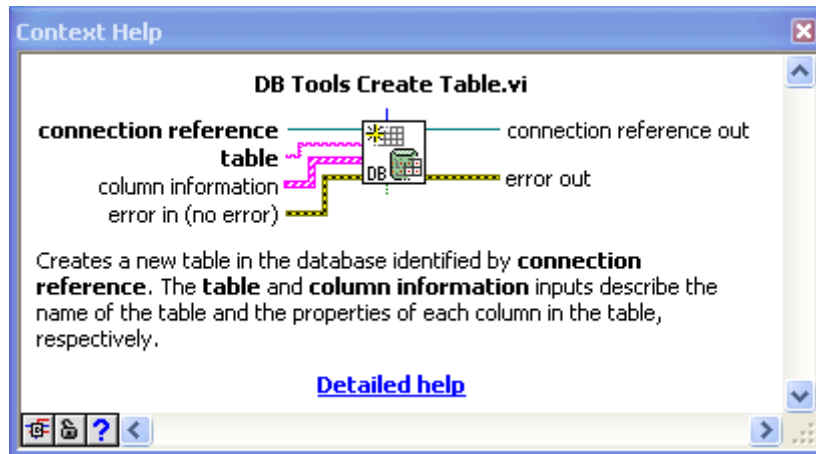 Context Help
DB Tools Create Table.vi
connection reference
connection reference out
table
DB
column information
error out
error in (no error)
Creates a new table in the database identified by connection
reference. The table and column information inputs describe the
name of the table and the properties of each column in the table,
respectively.
Detailed help
?